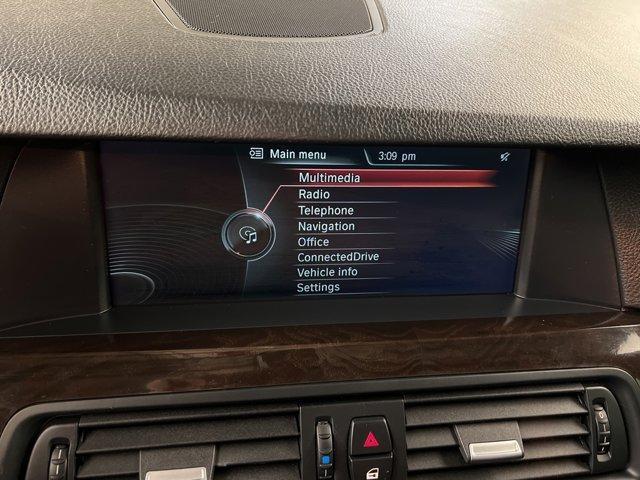 Main menu 3:09 pm
Multimedia
Radio
Telephone
Navigation
Office
ConnectedDrive
Vehicle info
Settings